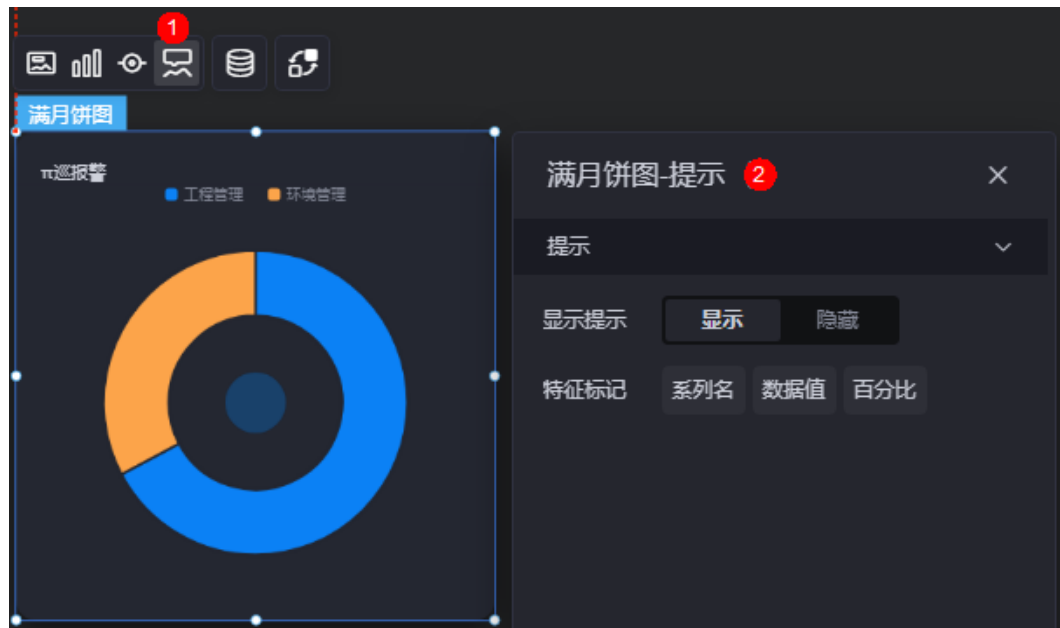 1
满月饼图
π巡报警
工程管理 环境管理
满月饼图-提示 2
提示
显示提示 显示 隐藏
特征标记 系列名 数据值 百分比